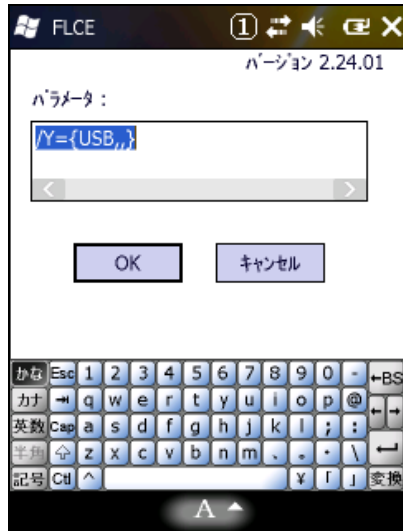 FLCE 1
ﾊﾞｰｼﾞｮﾝ 2.24.01
ﾊﾟﾗﾒｰﾀ :
/Y={USB,,}
OK ｷｬﾝｾﾙ
かな Esc 1 2 3 4 5 6 7 8 9 0 - ←BS
カナ →| q w e r t y u i o p @ ← →
英数 Cap a s d f g h j k l ; :
半角 z x c v b n m 、 。 ・ \ ↵
記号 Ctl ^ ¥ 「 」 変換
A